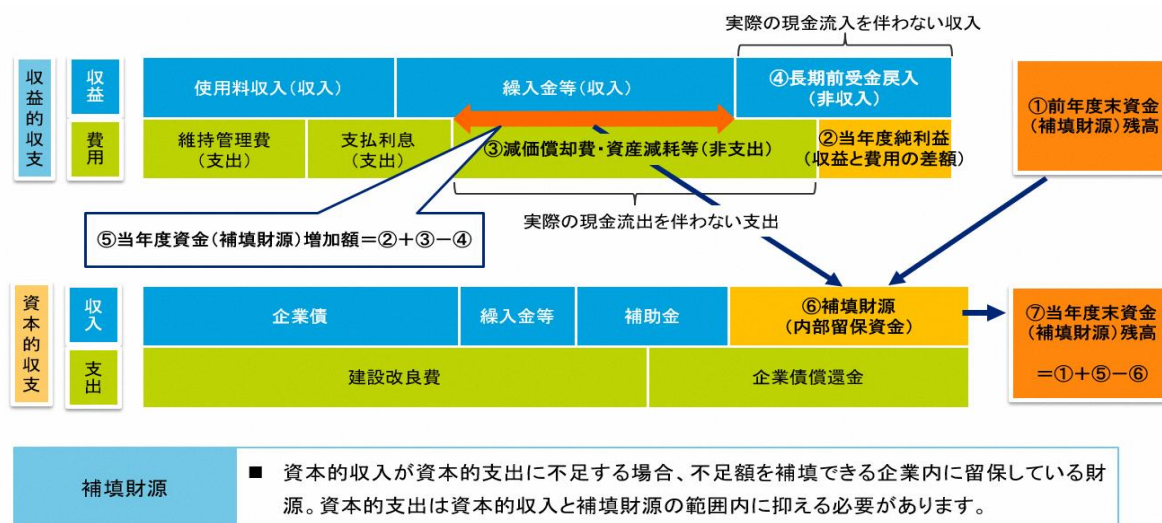 実際の現金流入を伴わない収入
収益的収支
収益
使用料収入(収入)
繰入金等(収入)
④長期前受金戻入
(非収入)
①前年度末資金
(補填財源)残高
費用
維持管理費
(支出)
支払利息
(支出)
③減価償却費・資産減耗等(非支出)
②当年度純利益
(収益と費用の差額)
実際の現金流出を伴わない支出
⑤当年度資金(補填財源)増加額=②+③-④
資本的収支
収入
企業債
繰入金等
補助金
⑥補填財源
(内部留保資金)
⑦当年度末資金
(補填財源)残高
=①+⑤-⑥
支出
建設改良費
企業債償還金
補填財源
■ 資本的収入が資本的支出に不足する場合、不足額を補填できる企業内に留保している財
源。資本的支出は資本的収入と補填財源の範囲内に抑える必要があります。